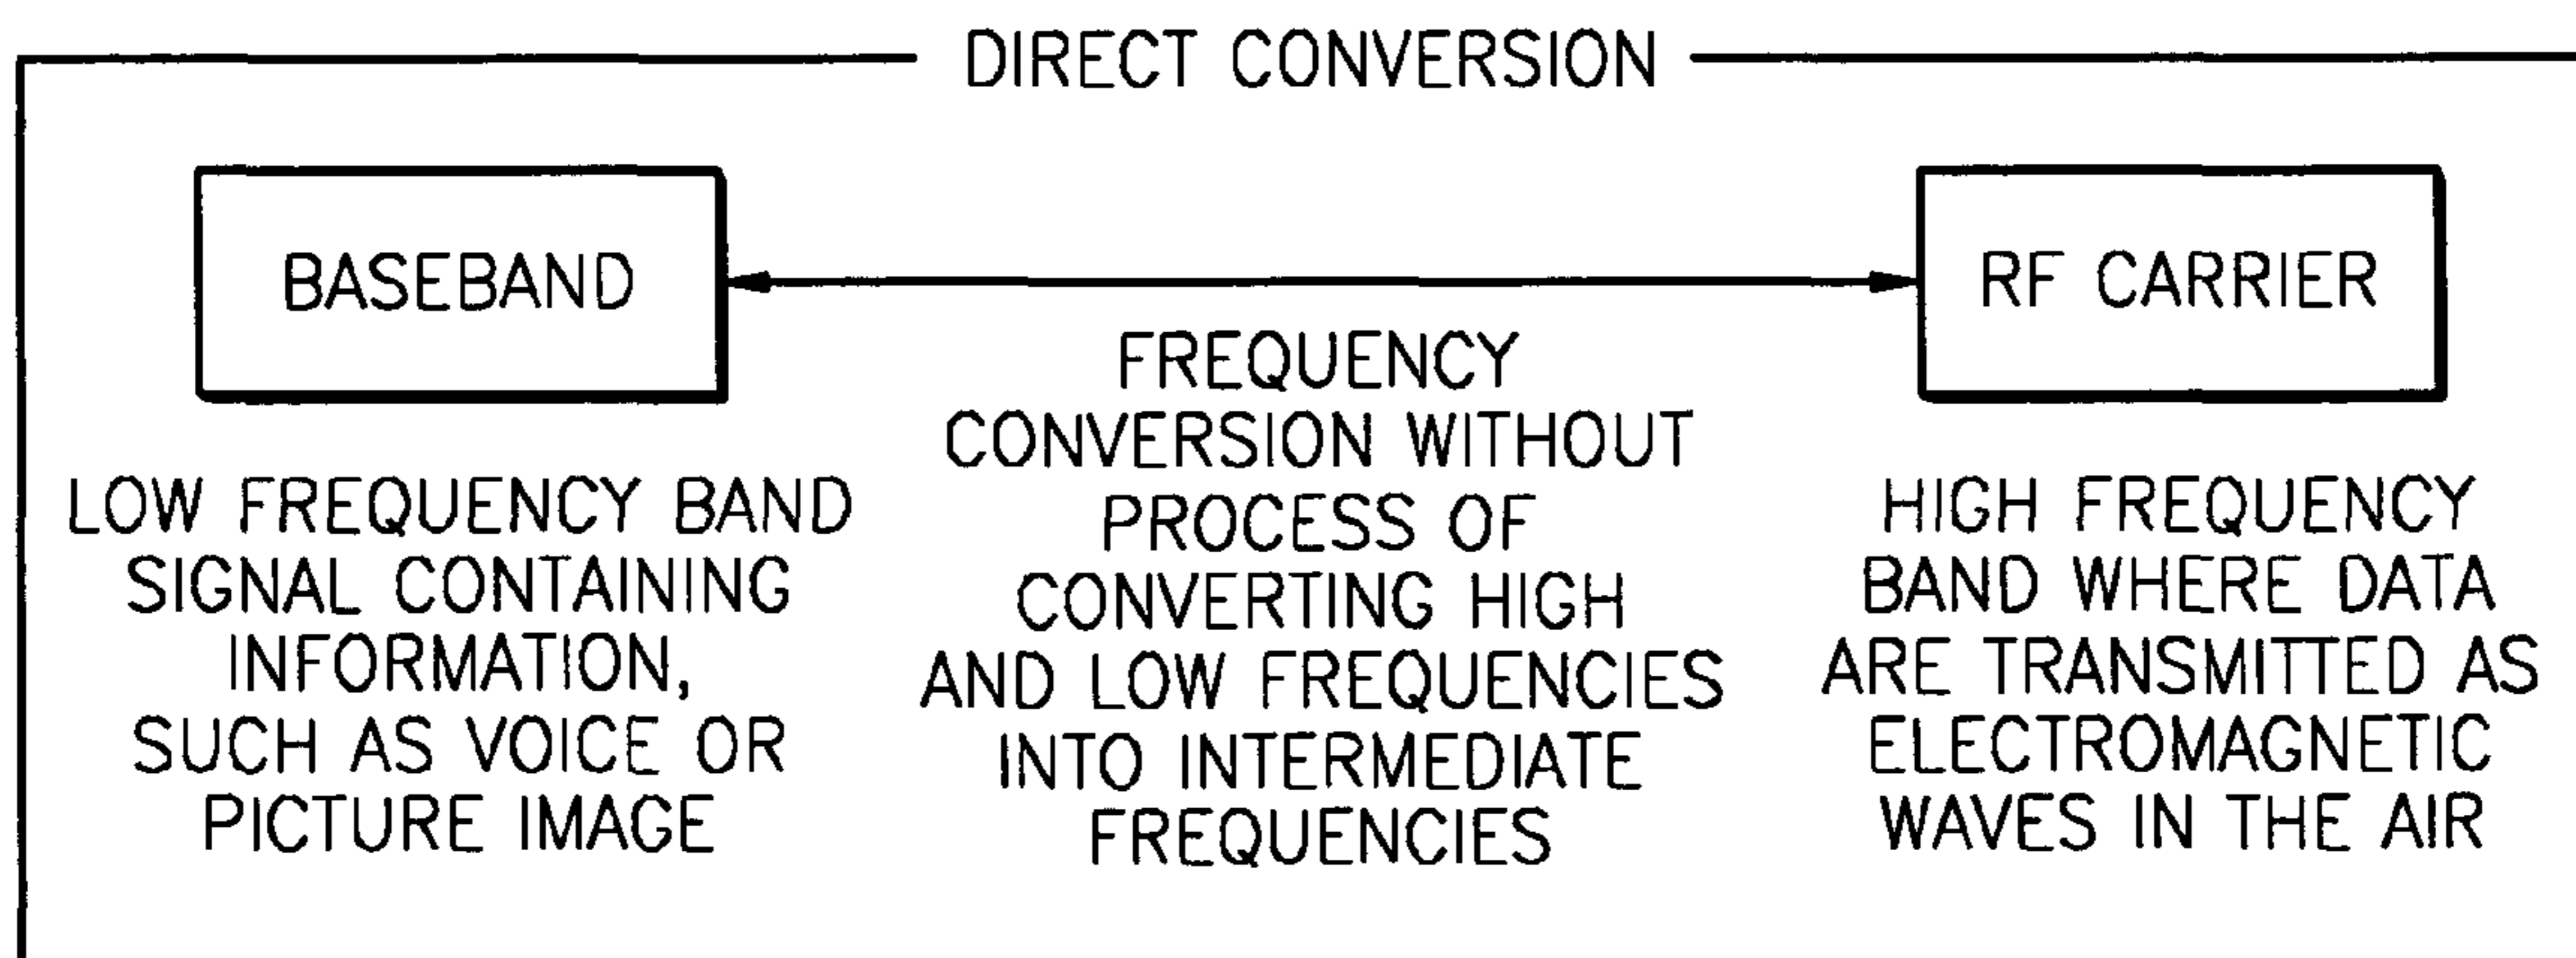 DIRECT CONVERSION
BASEBAND
LOW FREQUENCY BAND
SIGNAL CONTAINING
INFORMATION,
SUCH AS VOICE OR
PICTURE IMAGE
FREQUENCY
CONVERSION WITHOUT
PROCESS OF
CONVERTING HIGH
AND LOW FREQUENCIES
INTO INTERMEDIATE
FREQUENCIES
RF CARRIER
HIGH FREQUENCY
BAND WHERE DATA
ARE TRANSMITTED AS
ELECTROMAGNETIC
WAVES IN THE AIR